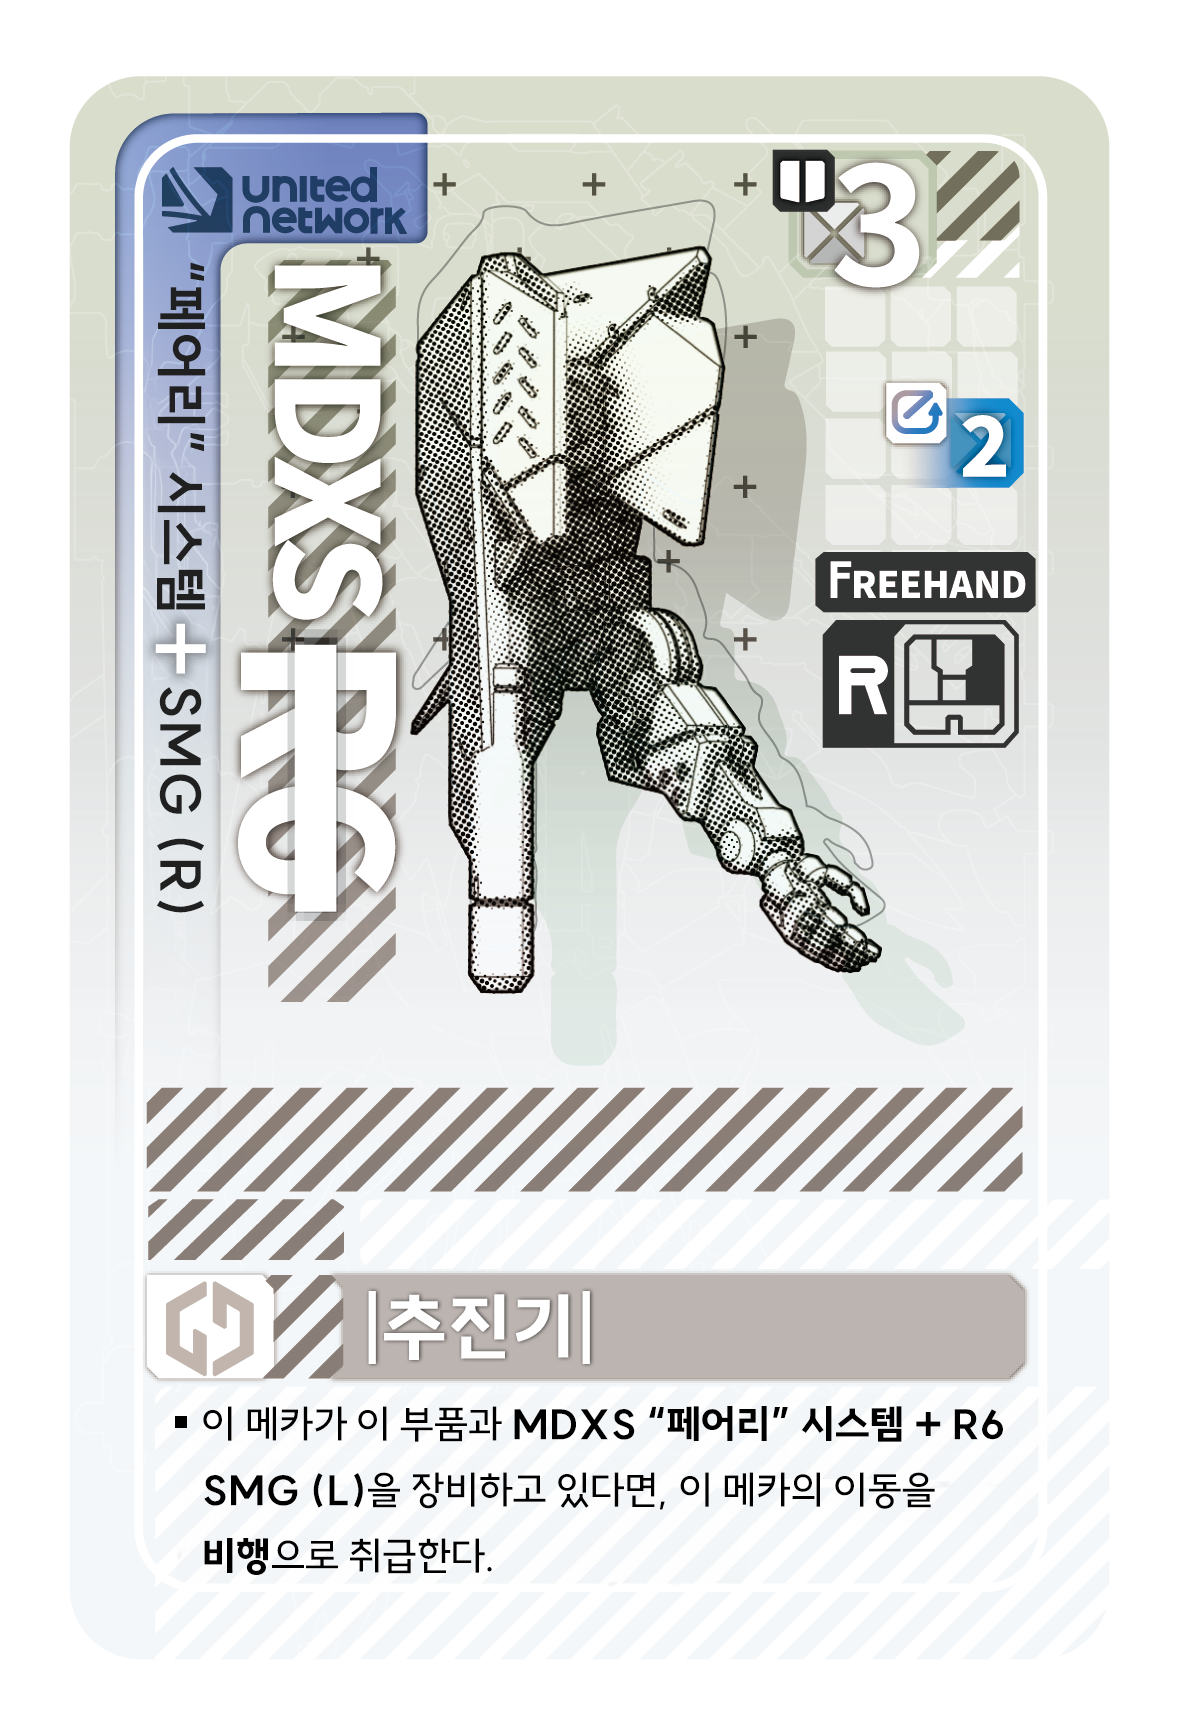 united
network
"페어리" 시스템 + SMG (R)
MDXS
R6
3
2
FREEHAND
R
|추진기|
▪ 이 메카가 이 부품과 MDXS “페어리” 시스템 + R6
SMG (L)을 장비하고 있다면, 이 메카의 이동을
비행으로 취급한다.